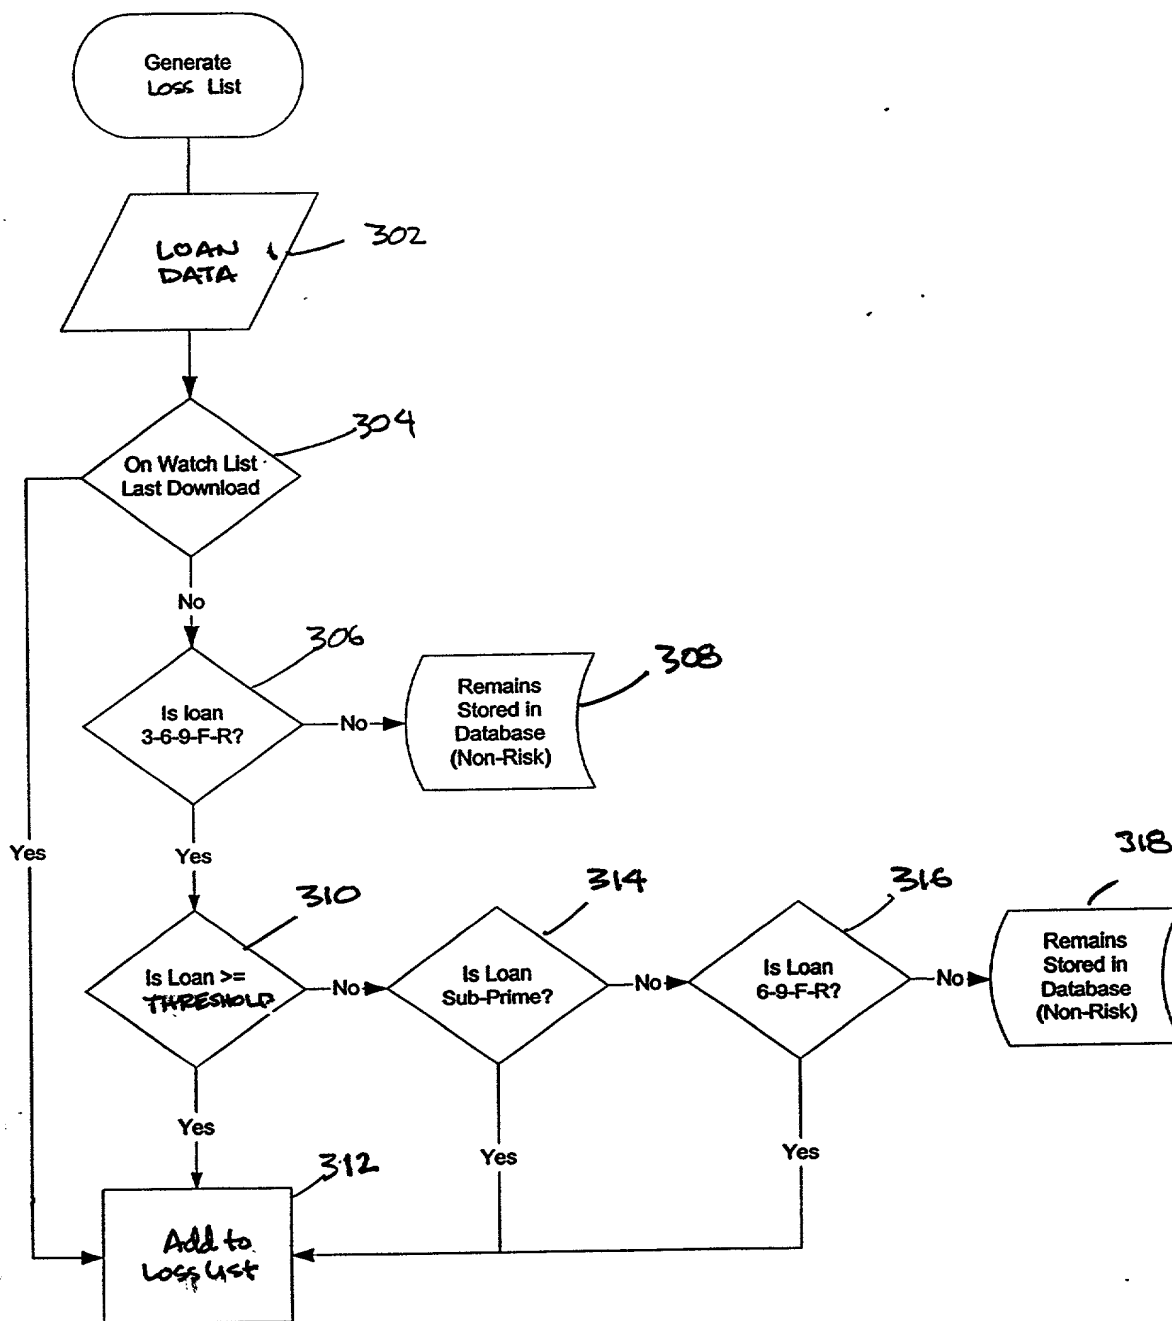 Generate
LOSS List
LOAN
DATA
302
On Watch List
Last Download
304
No
Is loan
3-6-9-F-R?
306
No
Remains
Stored in
Database
(Non-Risk)
308
Yes
Yes
Is Loan >=
THRESHOLD
310
No
Is Loan
Sub-Prime?
314
No
Is Loan
6-9-F-R?
316
No
Remains
Stored in
Database
(Non-Risk)
318
Yes
Yes
Yes
Add to
Loss List
312